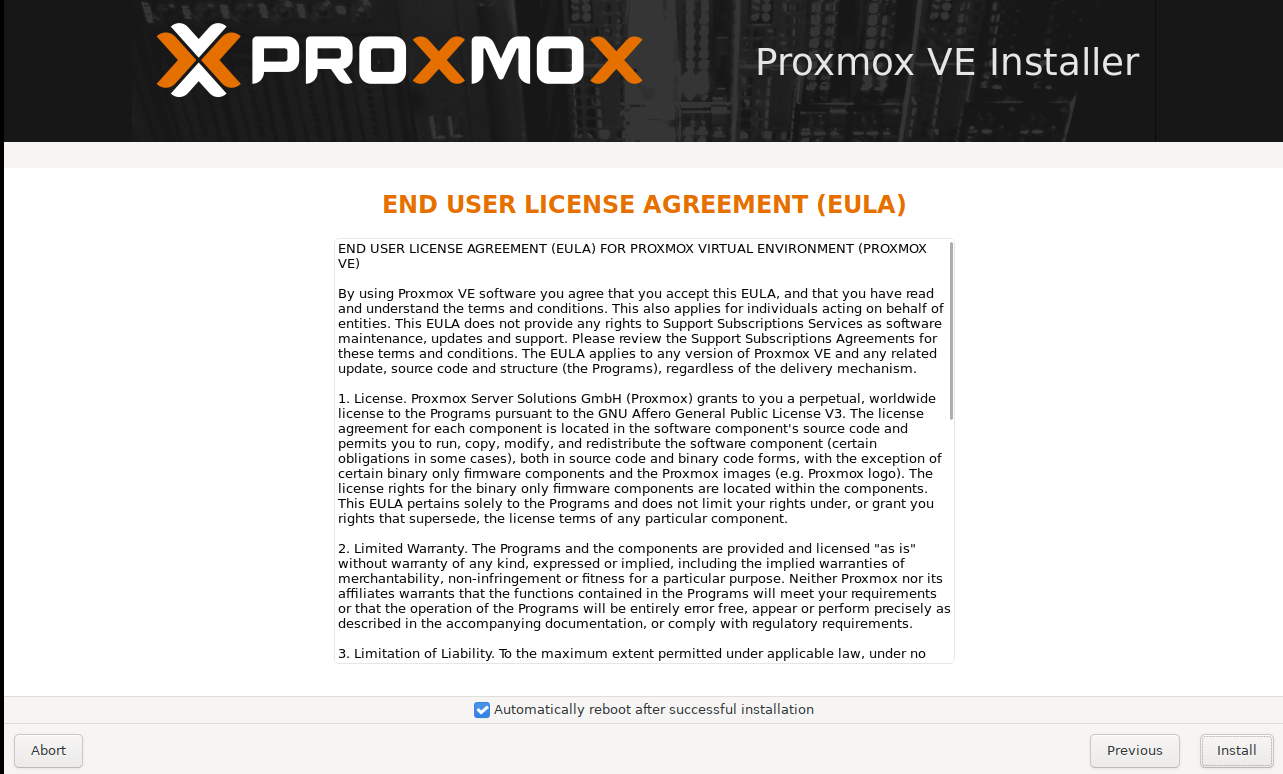 PROXMOX
Proxmox VE Installer
END USER LICENSE AGREEMENT (EULA)
END USER LICENSE AGREEMENT (EULA) FOR PROXMOX VIRTUAL ENVIRONMENT (PROXMOX
VE)
By using Proxmox VE software you agree that you accept this EULA, and that you have read
and understand the terms and conditions. This also applies for individuals acting on behalf of
entities. This EULA does not provide any rights to Support Subscriptions Services as software
maintenance, updates and support. Please review the Support Subscriptions Agreements for
these terms and conditions. The EULA applies to any version of Proxmox VE and any related
update, source code and structure (the Programs), regardless of the delivery mechanism.
1. License. Proxmox Server Solutions GmbH (Proxmox) grants to you a perpetual, worldwide
license to the Programs pursuant to the GNU Affero General Public License V3. The license
agreement for each component is located in the software component's source code and
permits you to run, copy, modify, and redistribute the software component (certain
obligations in some cases), both in source code and binary code forms, with the exception of
certain binary only firmware components and the Proxmox images (e.g. Proxmox logo). The
license rights for the binary only firmware components are located within the components.
This EULA pertains solely to the Programs and does not limit your rights under, or grant you
rights that supersede, the license terms of any particular component.
2. Limited Warranty. The Programs and the components are provided and licensed "as is"
without warranty of any kind, expressed or implied, including the implied warranties of
merchantability, non-infringement or fitness for a particular purpose. Neither Proxmox nor its
affiliates warrants that the functions contained in the Programs will meet your requirements
or that the operation of the Programs will be entirely error free, appear or perform precisely as
described in the accompanying documentation, or comply with regulatory requirements.
3. Limitation of Liability. To the maximum extent permitted under applicable law, under no
Automatically reboot after successful installation
Abort
Previous
Install